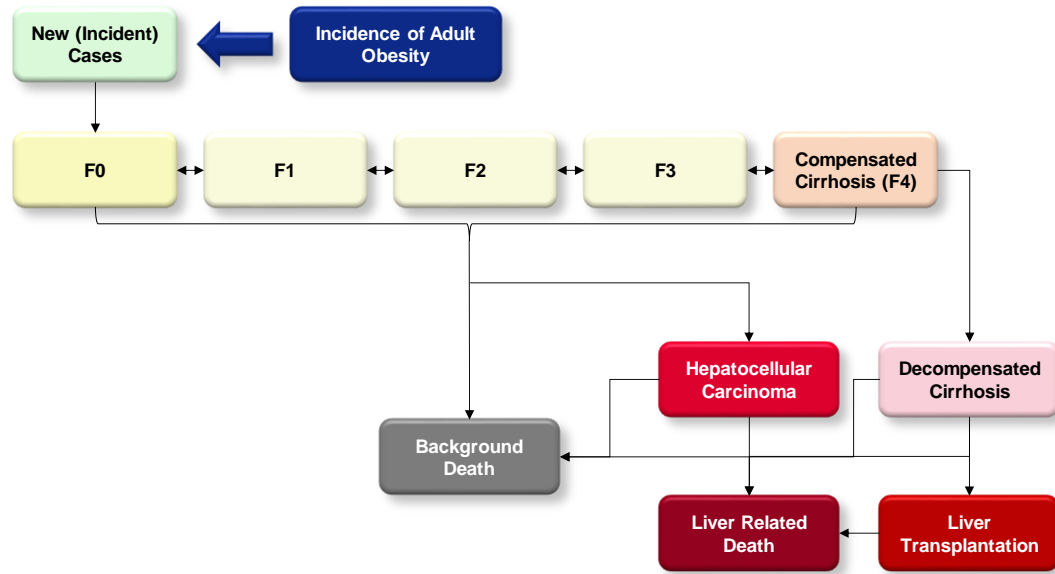 New (Incident)
Cases
Incidence of Adult
Obesity
F0
F1
F2
F3
Compensated
Cirrhosis (F4)
Hepatocellular
Carcinoma
Decompensated
Cirrhosis
Background
Death
Liver Related
Death
Liver
Transplantation